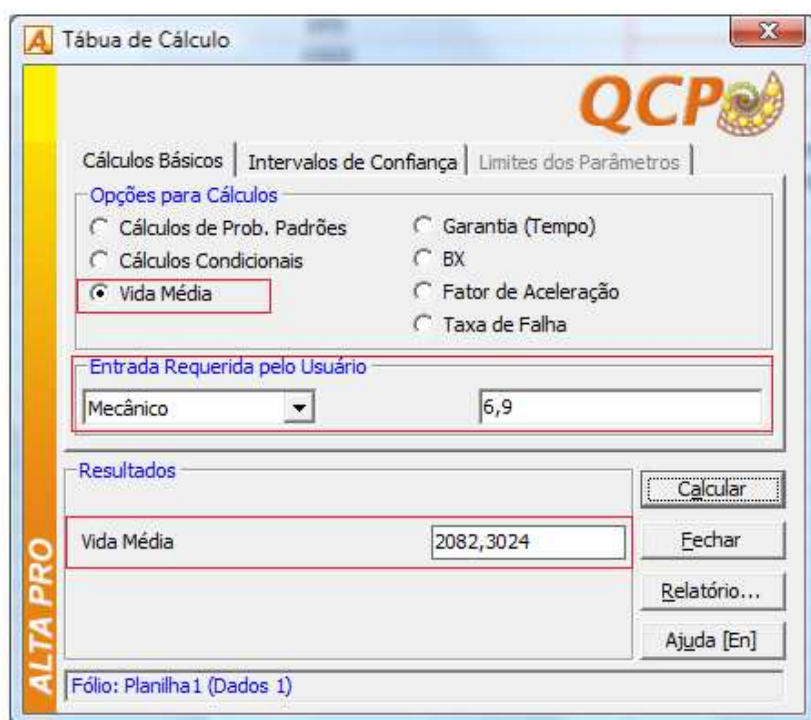 Tábua de Cálculo
QCP
Cálculos Básicos
Intervalos de Confiança
Limites dos Parâmetros
Opções para Cálculos
Cálculos de Prob. Padrões
Garantia (Tempo)
Cálculos Condicionais
BX
Vida Média
Fator de Aceleração
Taxa de Falha
Entrada Requerida pelo Usuário
Mecânico
6,9
Resultados
Calcular
Vida Média
2082,3024
Fechar
Relatório...
Ajuda [En]
ALTA PRO
Fólio: Planilha1 (Dados 1)